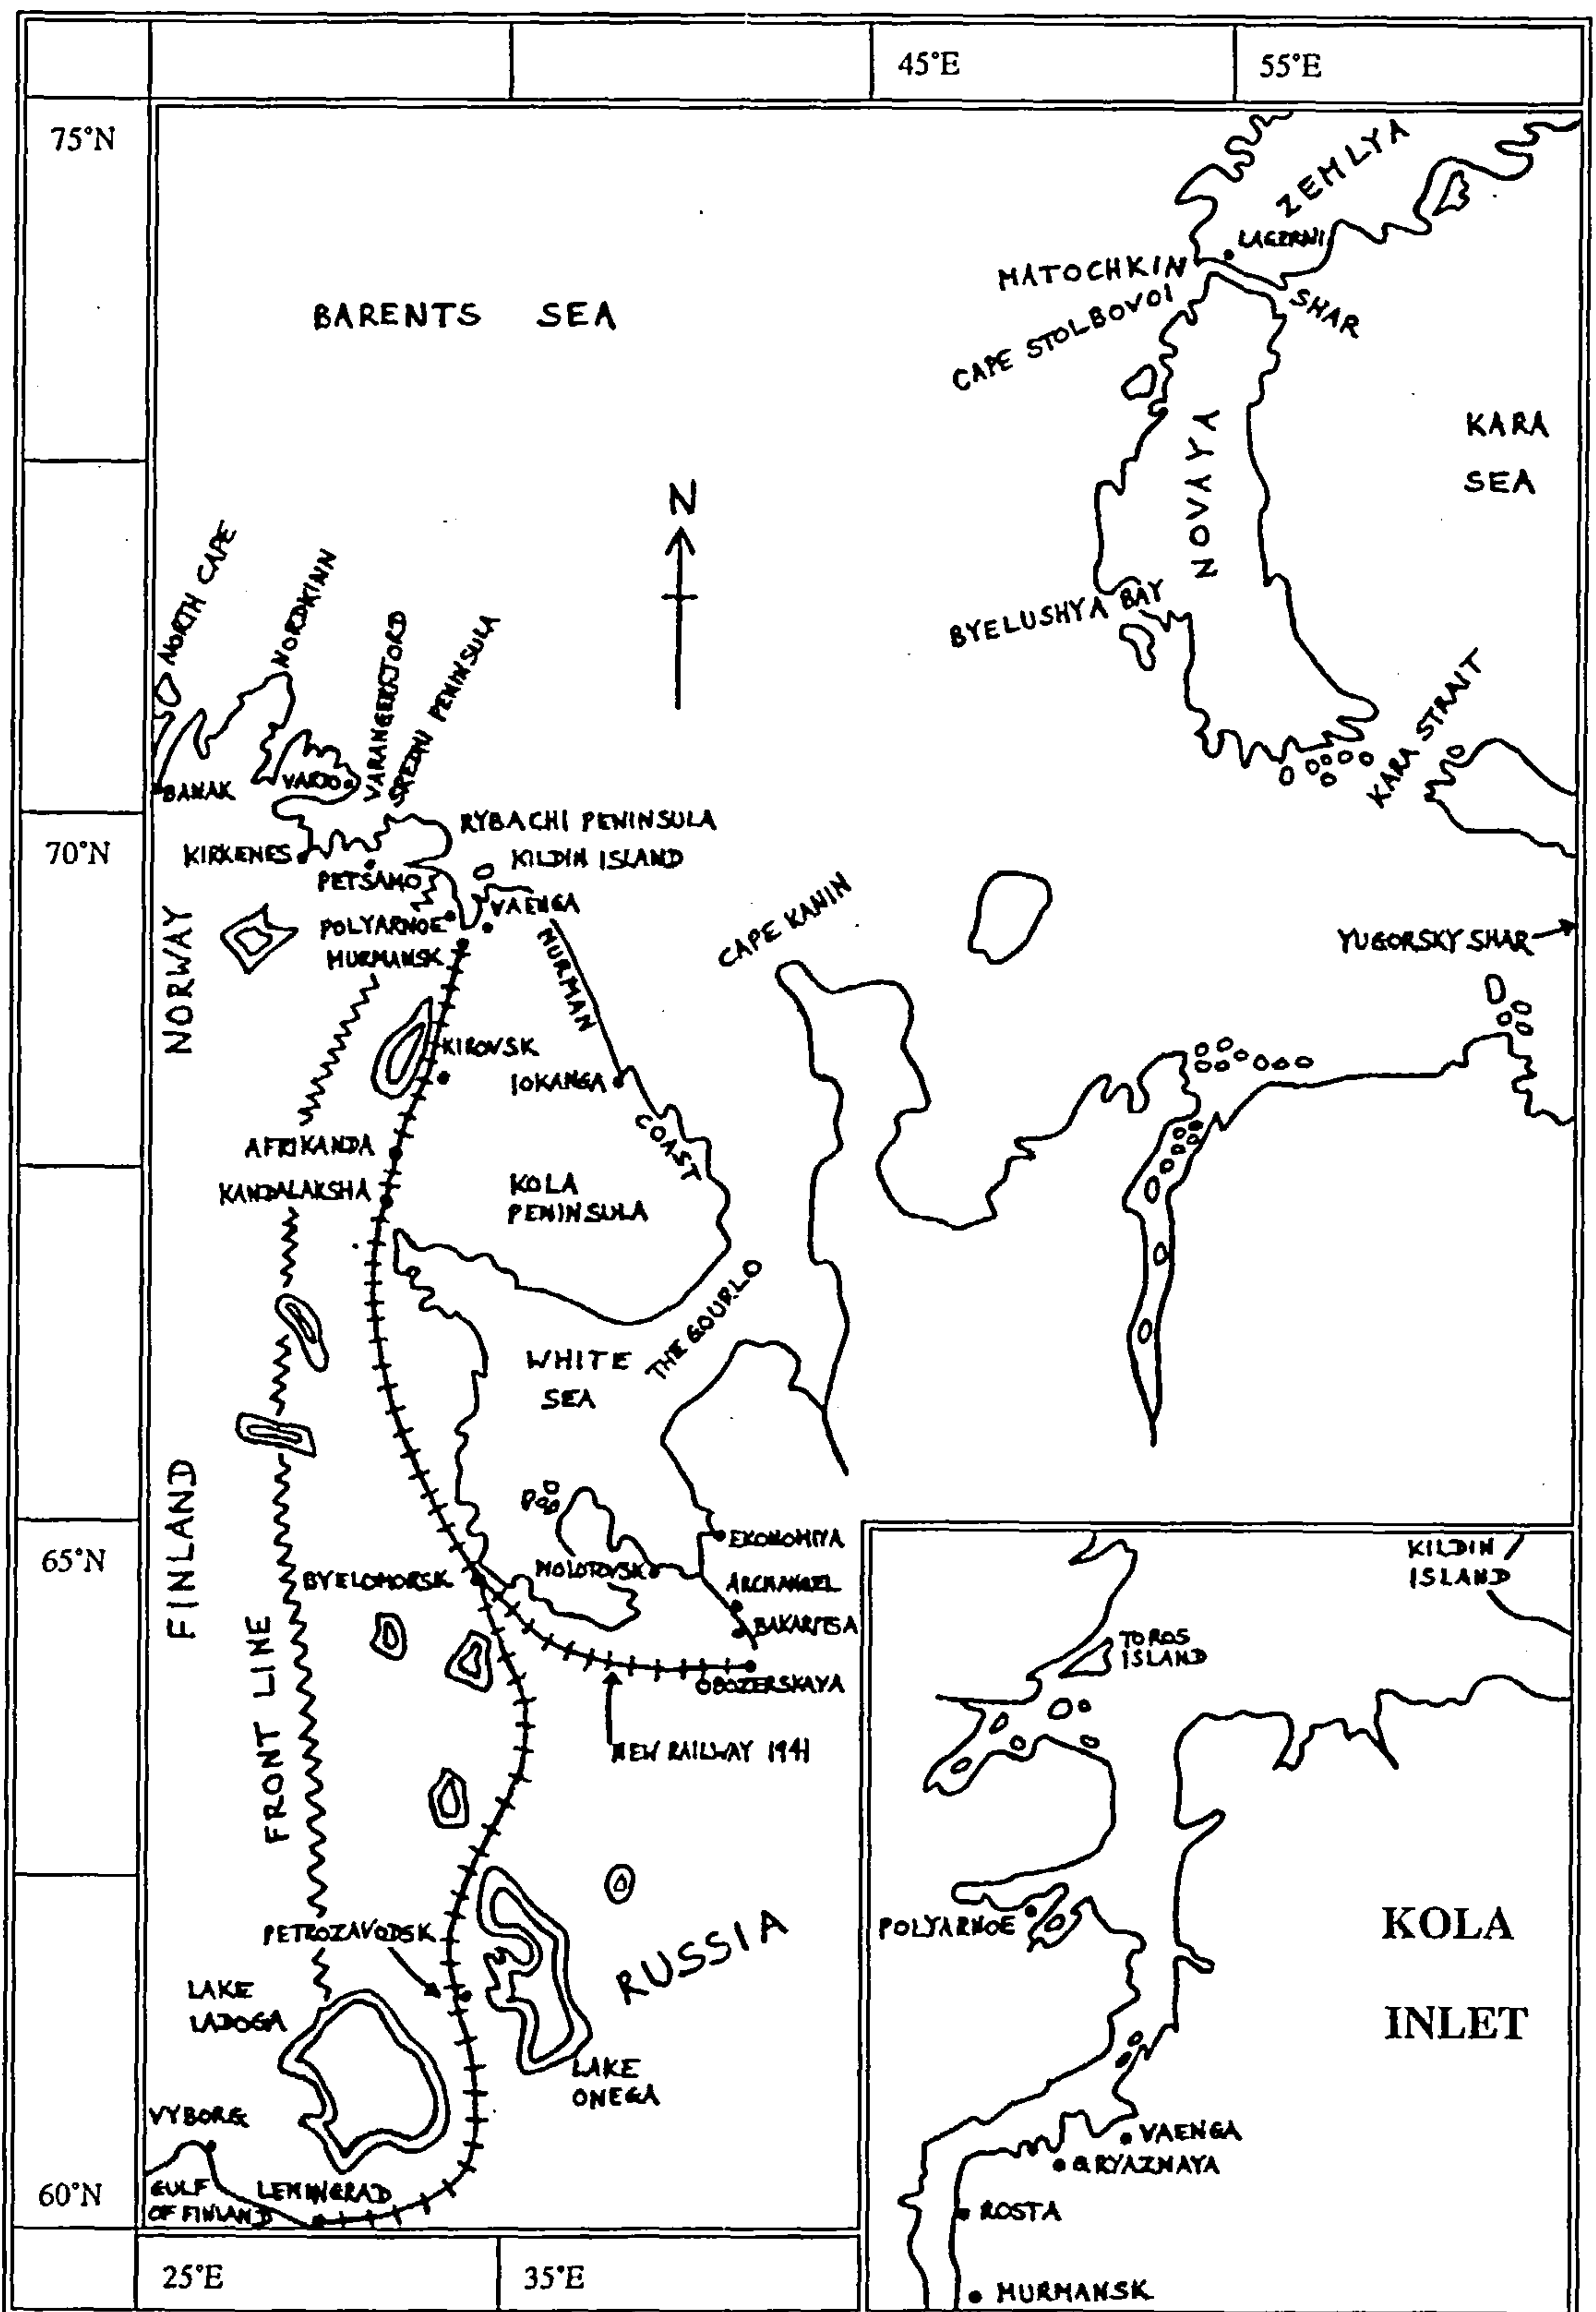 45°E
55°E
75°N
ZEMLYA
LAGERNI
MATOCHKIN
SHAR
CAPE STOLBOVOI
BARENTS SEA
KARA
SEA
NOVAYA
N
NORTH CAPE
NORDKINN
VARANGERFJORD
SREDNI PENINSULA
BYELUSHYA BAY
KARA STRAIT
BANAK
VARDO
RYBACHI PENINSULA
70°N
KIRKENES
KILDIN ISLAND
PETSAMO
VAENGA
CAPE KANIN
POLYARNOE
MURMANSK
YUGORSKY SHAR
NORWAY
MURMAN
KIROVSK
IOKANGA
COAST
AFRIKANDA
KANDALAKSHA
KOLA
PENINSULA
THE GOURLO
WHITE
SEA
FINLAND
65°N
EKONOMIYA
BYELOMORSK
MOLOTOVSK
ARCHANGEL
BAKARITSA
OBOZERSKAYA
FRONT LINE
NEW RAILWAY 1941
PETROZAVODSK
RUSSIA
LAKE
LADOGA
LAKE
ONEGA
VYBORG
60°N
GULF
OF FINLAND
LENINGRAD
25°E
35°E
KILDIN
ISLAND
TOROS
ISLAND
POLYARNOE
KOLA
INLET
VAENGA
GRYAZNAYA
ROSTA
MURMANSK